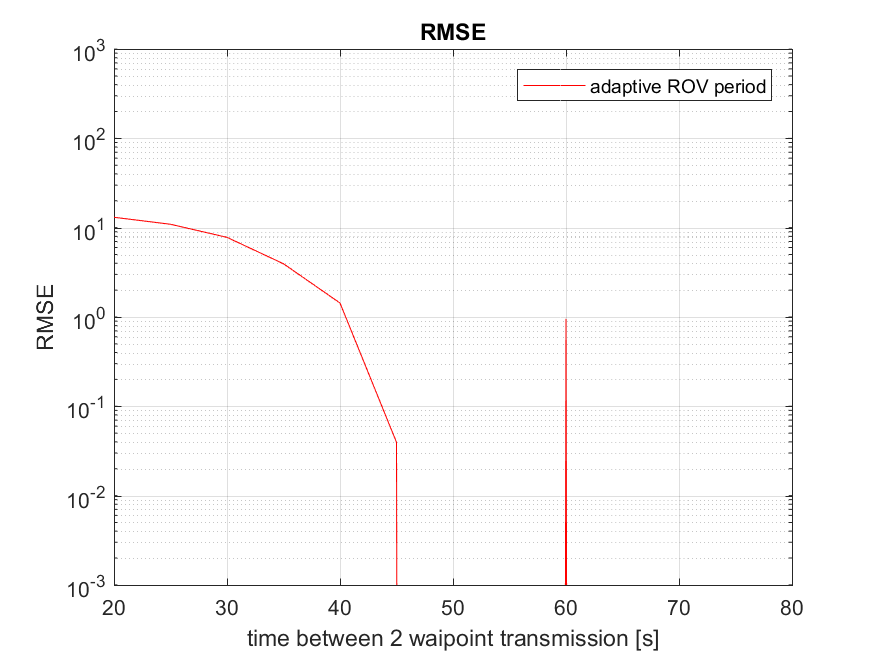 RMSE
adaptive ROV period
10^3
10^2
10^1
10^0
10^-1
10^-2
10^-3
RMSE
20 30 40 50 60 70 80
time between 2 waipoint transmission [s]